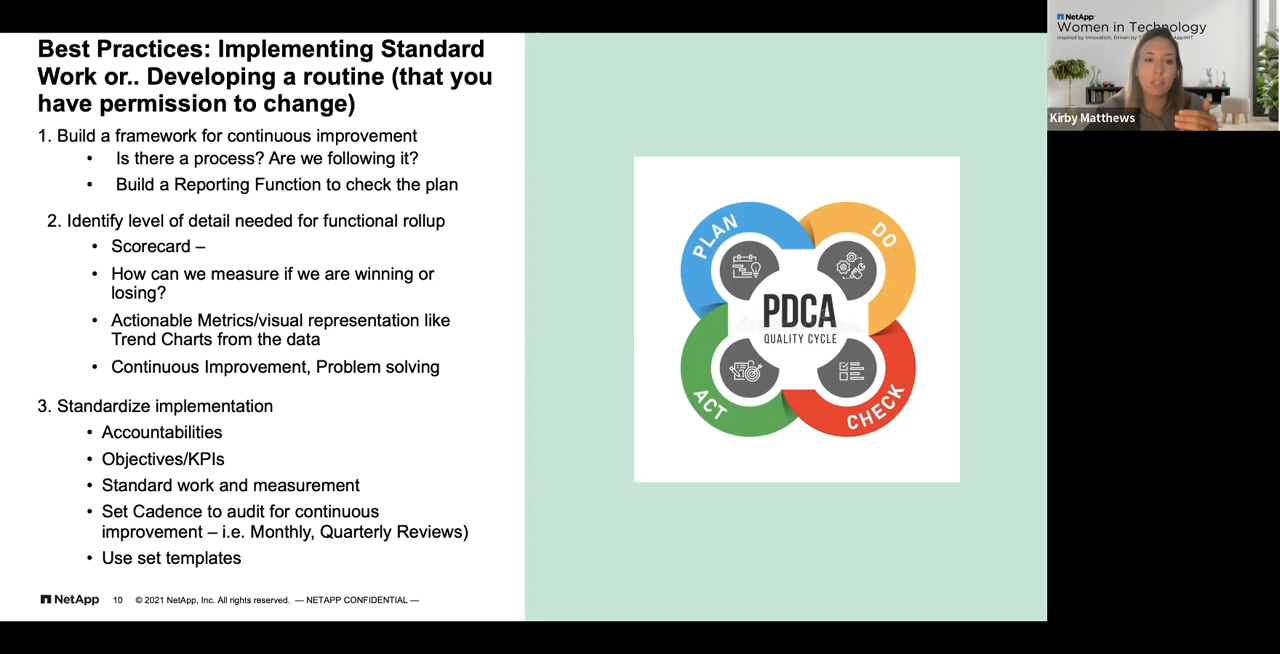 Best Practices: Implementing Standard
Work or.. Developing a routine (that you
have permission to change)
1. Build a framework for continuous improvement
• Is there a process? Are we following it?
• Build a Reporting Function to check the plan
2. Identify level of detail needed for functional rollup
• Scorecard –
• How can we measure if we are winning or
losing?
• Actionable Metrics/visual representation like
Trend Charts from the data
• Continuous Improvement, Problem solving
3. Standardize implementation
• Accountabilities
• Objectives/KPIs
• Standard work and measurement
• Set Cadence to audit for continuous
improvement – i.e. Monthly, Quarterly Reviews)
• Use set templates
NetApp 10 © 2021 NetApp, Inc. All rights reserved. — NETAPP CONFIDENTIAL —
PLAN
DO
PDCA
QUALITY CYCLE
ACT
CHECK
NetApp
Women in Technology
Inspired by Innovation, Driven by
Kirby Matthews